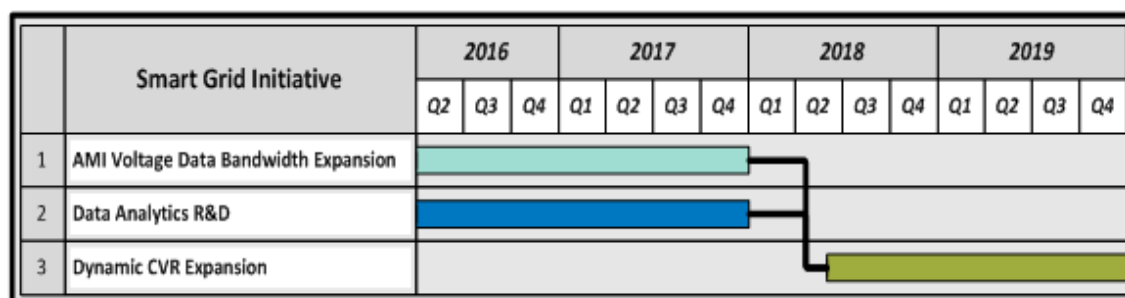 Smart Grid Initiative
2016 2017 2018 2019
Q2 Q3 Q4 Q1 Q2 Q3 Q4 Q1 Q2 Q3 Q4 Q1 Q2 Q3 Q4
1 AMI Voltage Data Bandwidth Expansion
2 Data Analytics R&D
3 Dynamic CVR Expansion